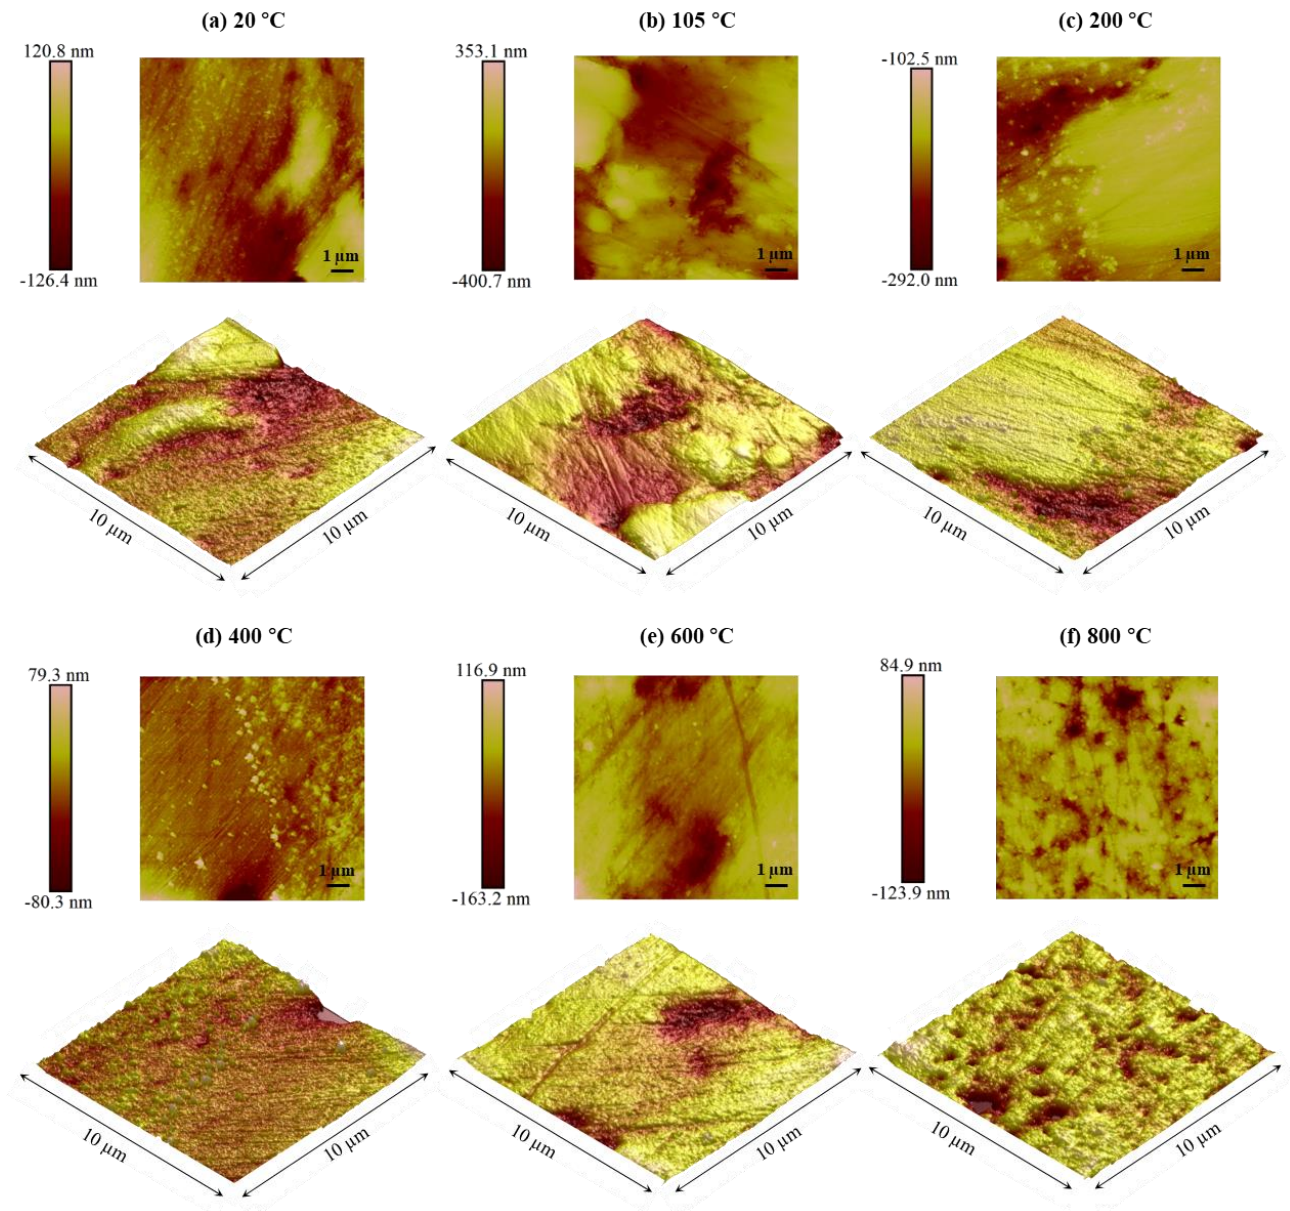 (a) 20 °C
(b) 105 °C
(c) 200 °C
120.8 nm
353.1 nm
-102.5 nm
1 µm
1 µm
1 µm
-126.4 nm
-400.7 nm
-292.0 nm
10 µm
10 µm
10 µm
10 µm
10 µm
10 µm
(d) 400 °C
(e) 600 °C
(f) 800 °C
79.3 nm
116.9 nm
84.9 nm
1 µm
1 µm
1 µm
-80.3 nm
-163.2 nm
-123.9 nm
10 µm
10 µm
10 µm
10 µm
10 µm
10 µm